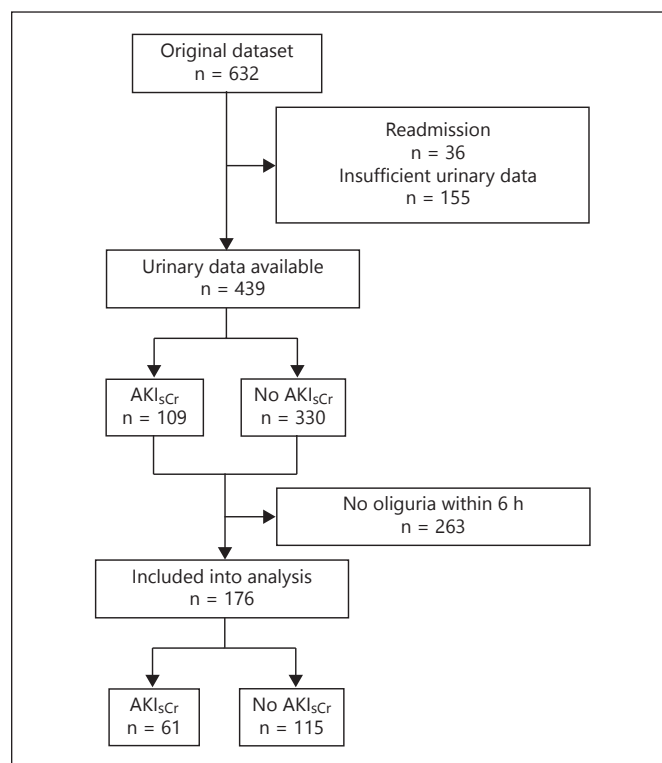 Original dataset
n = 632
Readmission
n = 36
Insufficient urinary data
n = 155
Urinary data available
n = 439
AKIsCr
n = 109
No AKIsCr
n = 330
No oliguria within 6 h
n = 263
Included into analysis
n = 176
AKIsCr
n = 61
No AKIsCr
n = 115